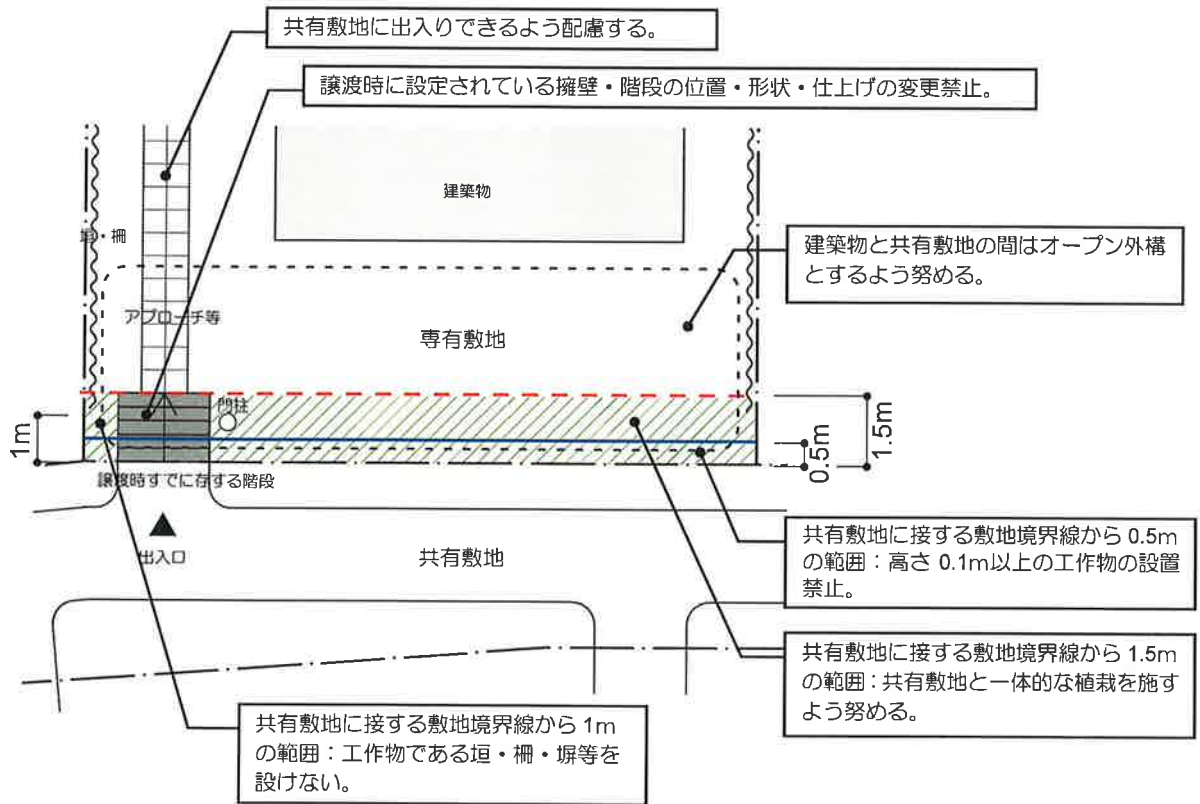 共有敷地に出入りできるよう配慮する。
譲渡時に設定されている擁壁・階段の位置・形状・仕上げの変更禁止。
建築物
垣・柵
建築物と共有敷地の間はオープン外構
とするよう努める。
アプローチ等
専有敷地
門柱
1m
0.5m
1.5m
譲渡時すでに存する階段
出入口
共有敷地
共有敷地に接する敷地境界線から 0.5m
の範囲：高さ 0.1m以上の工作物の設置
禁止。
共有敷地に接する敷地境界線から 1.5m
の範囲：共有敷地と一体的な植栽を施す
よう努める。
共有敷地に接する敷地境界線から 1m
の範囲：工作物である垣・柵・塀等を
設けない。